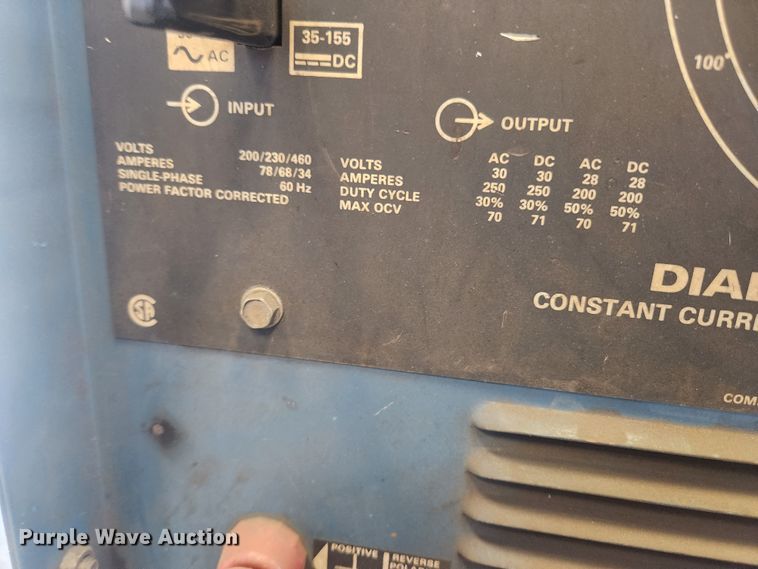 35-155
AC
DC
100
INPUT
OUTPUT
VOLTS 200/230/460
AMPERES 78/68/34
SINGLE-PHASE 60 Hz
POWER FACTOR CORRECTED
AC DC AC DC
VOLTS 30 30 28 28
AMPERES 250 250 200 200
DUTY CYCLE 30% 30% 50% 50%
MAX OCV 70 71 70 71
DIAL
CONSTANT CURRE
COM
Purple Wave Auction
POSITIVE REVERSE